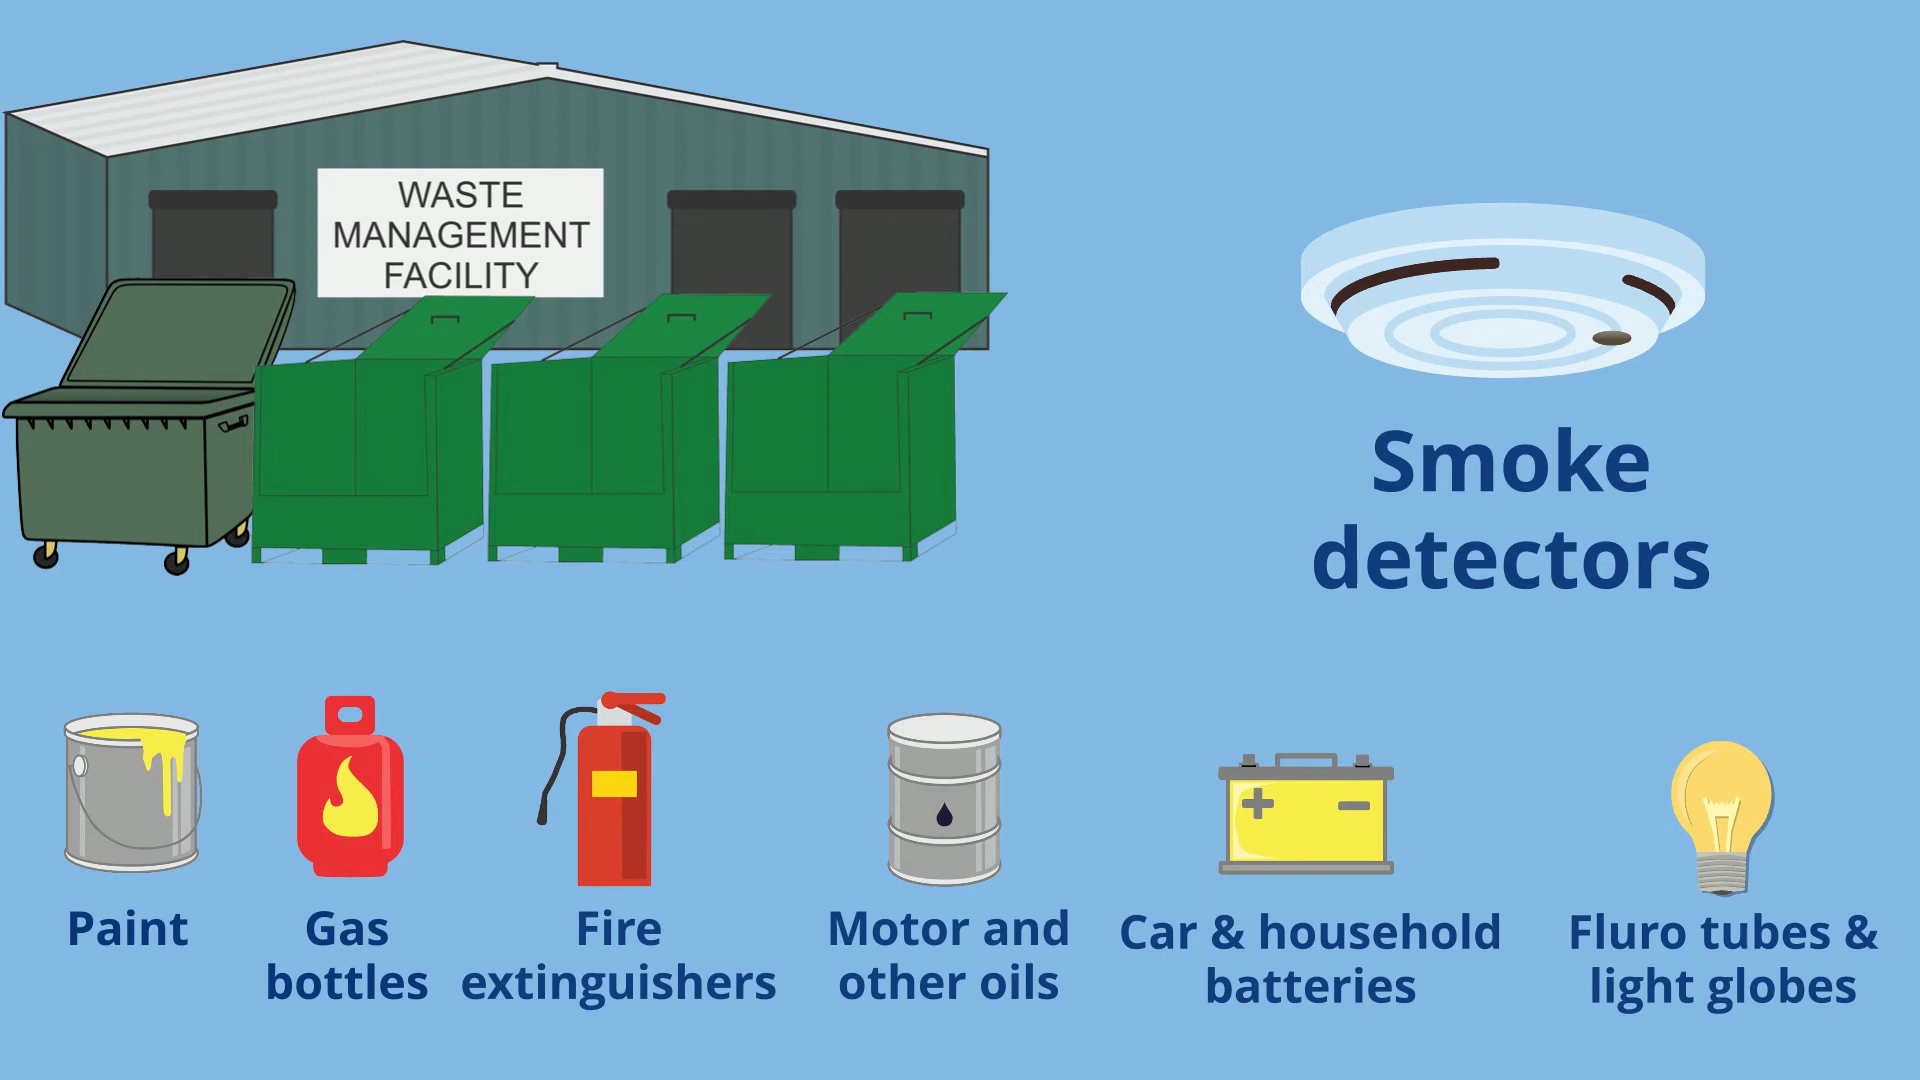 WASTE
MANAGEMENT
FACILITY
Smoke
detectors
Paint
Gas
bottles
Fire
extinguishers
Motor and
other oils
Car & household
batteries
Fluro tubes &
light globes